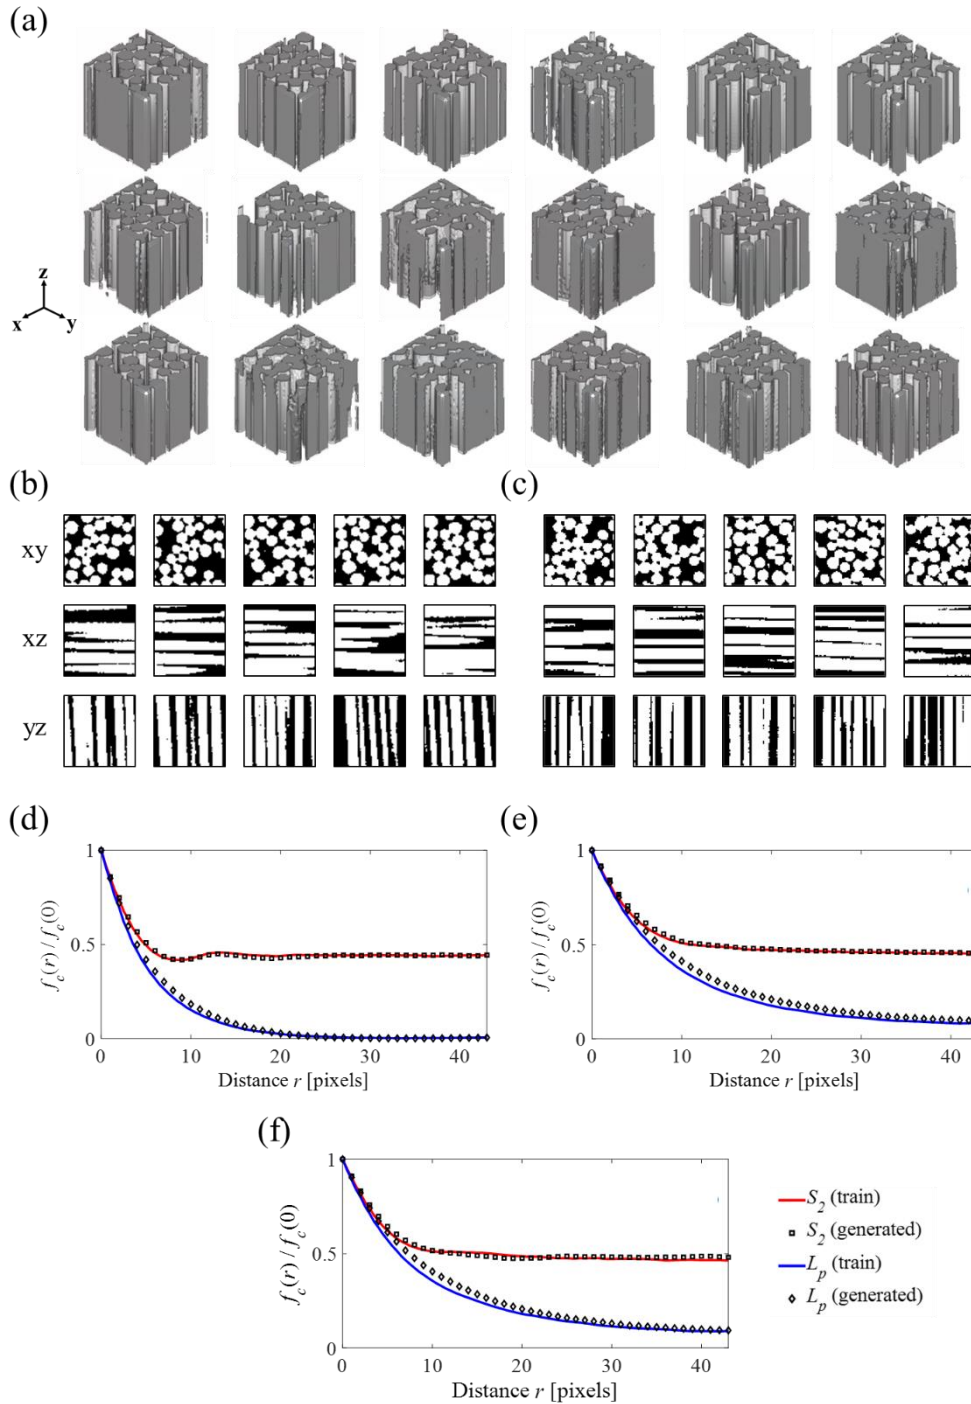 (a)
z
x
y
(b)
(c)
xy
xz
yz
(d)
(e)
1
0.5
0
f_c(r) / f_c(0)
0
10
20
30
40
Distance r [pixels]
1
0.5
0
f_c(r) / f_c(0)
0
10
20
30
40
Distance r [pixels]
(f)
1
0.5
0
f_c(r) / f_c(0)
0
10
20
30
40
Distance r [pixels]
S_2 (train)
S_2 (generated)
L_p (train)
L_p (generated)